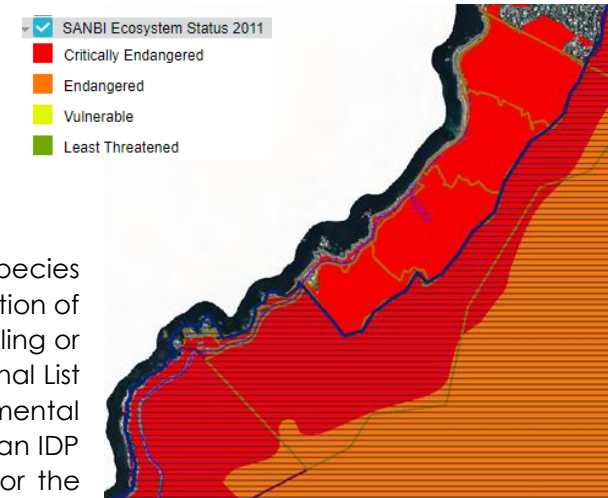 SANBI Ecosystem Status 2011
Critically Endangered
Endangered
Vulnerable
Least Threatened
pecies
tion of
ling or
nal List
mental
an IDP
or the